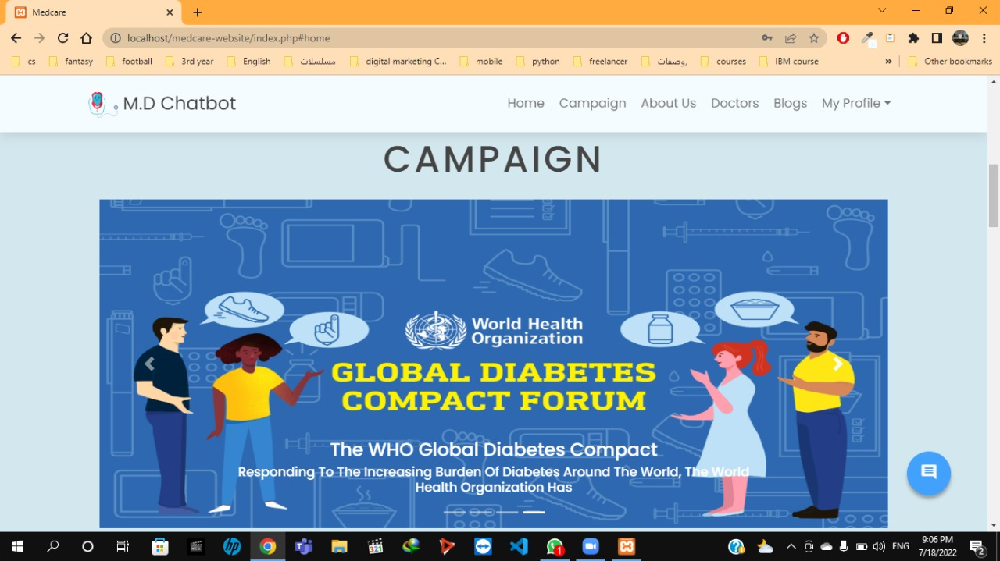 Medcare
localhost/medcare-website/index.php#home
cs
fantasy
football
3rd year
English
مسلسلات
digital marketing C...
mobile
python
freelancer
وصفات,
courses
IBM course
»
Other bookmarks
M.D Chatbot
Home
Campaign
About Us
Doctors
Blogs
My Profile
CAMPAIGN
World Health
Organization
GLOBAL DIABETES
COMPACT FORUM
The WHO Global Diabetes Compact
Responding To The Increasing Burden Of Diabetes Around The World, The World
Health Organization Has
321
hp
1
ENG
9:06 PM
7/18/2022
2